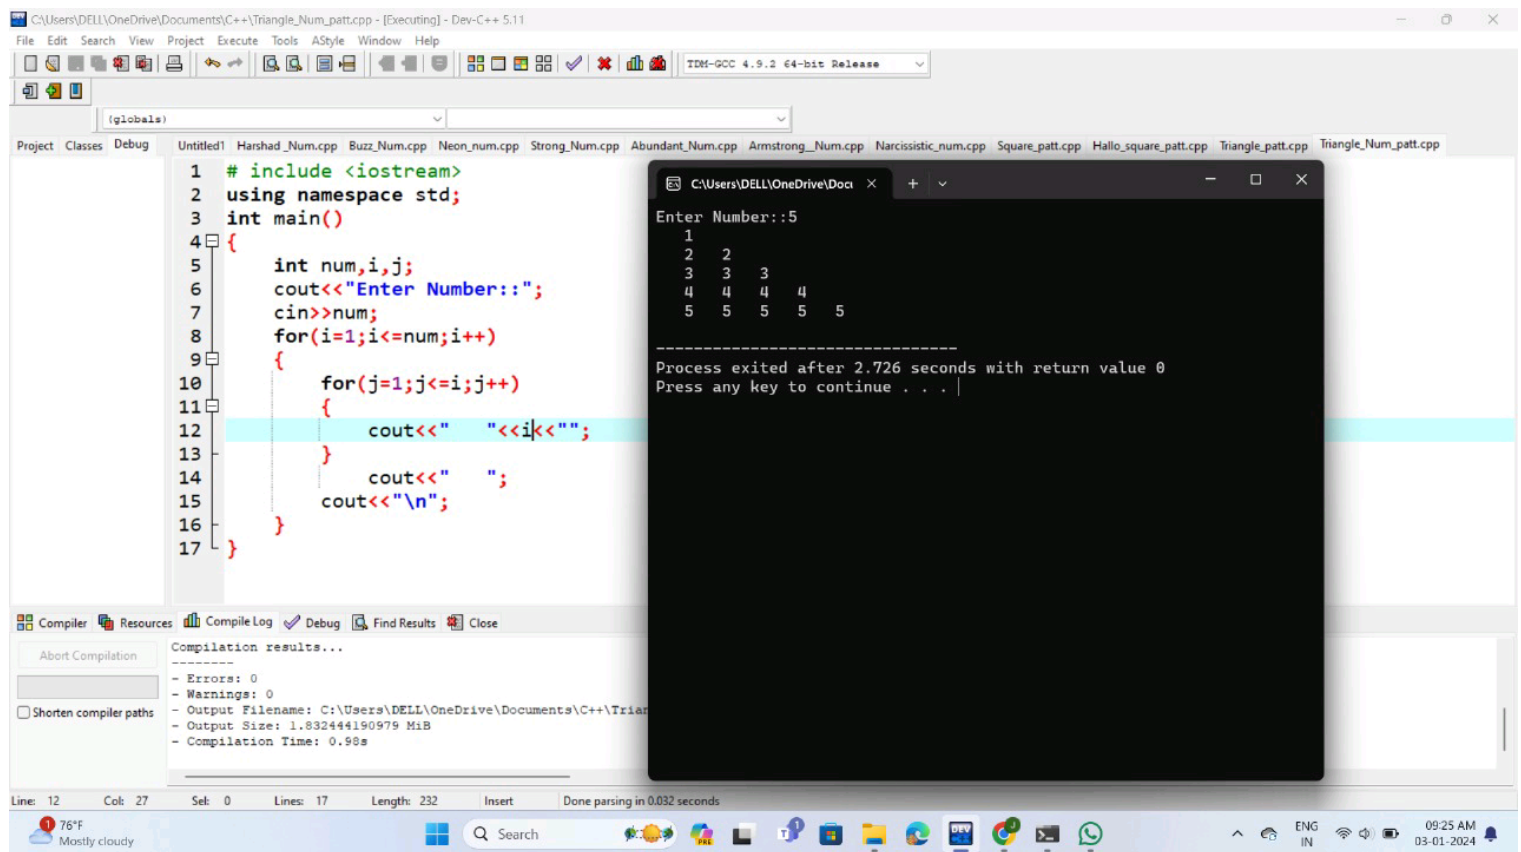 C:\Users\DELL\OneDrive\Documents\C++\Triangle_Num_patt.cpp - [Executing] - Dev-C++ 5.11
File Edit Search View Project Execute Tools AStyle Window Help
TDM-GCC 4.9.2 64-bit Release
(globals)
Project Classes Debug
Untitled1 Harshad _Num.cpp Buzz_Num.cpp Neon_num.cpp Strong_Num.cpp Abundant_Num.cpp Armstrong__Num.cpp Narcissistic_num.cpp Square_patt.cpp Hallo_square_patt.cpp Triangle_patt.cpp Triangle_Num_patt.cpp
1 # include <iostream>
2 using namespace std;
3 int main()
4 {
5 int num,i,j;
6 cout<<"Enter Number::";
7 cin>>num;
8 for(i=1;i<=num;i++)
9 {
10 for(j=1;j<=i;j++)
11 {
12 cout<<"   "<<i<<"";
13 }
14 cout<<"   ";
15 cout<<"\n";
16 }
17 }
C:\Users\DELL\OneDrive\Doc
Enter Number::5
1
2 2
3 3 3
4 4 4 4
5 5 5 5 5
--------------------------------
Process exited after 2.726 seconds with return value 0
Press any key to continue . . .
Compiler Resources Compile Log Debug Find Results Close
Abort Compilation
Shorten compiler paths
Compilation results...
--------
- Errors: 0
- Warnings: 0
- Output Filename: C:\Users\DELL\OneDrive\Documents\C++\Trian
- Output Size: 1.832444190979 MiB
- Compilation Time: 0.98s
Line: 12 Col: 27 Sel: 0 Lines: 17 Length: 232 Insert Done parsing in 0.032 seconds
1
76°F
Mostly cloudy
Search
PRE
1
DEV
J
ENG
IN
09:25 AM
03-01-2024